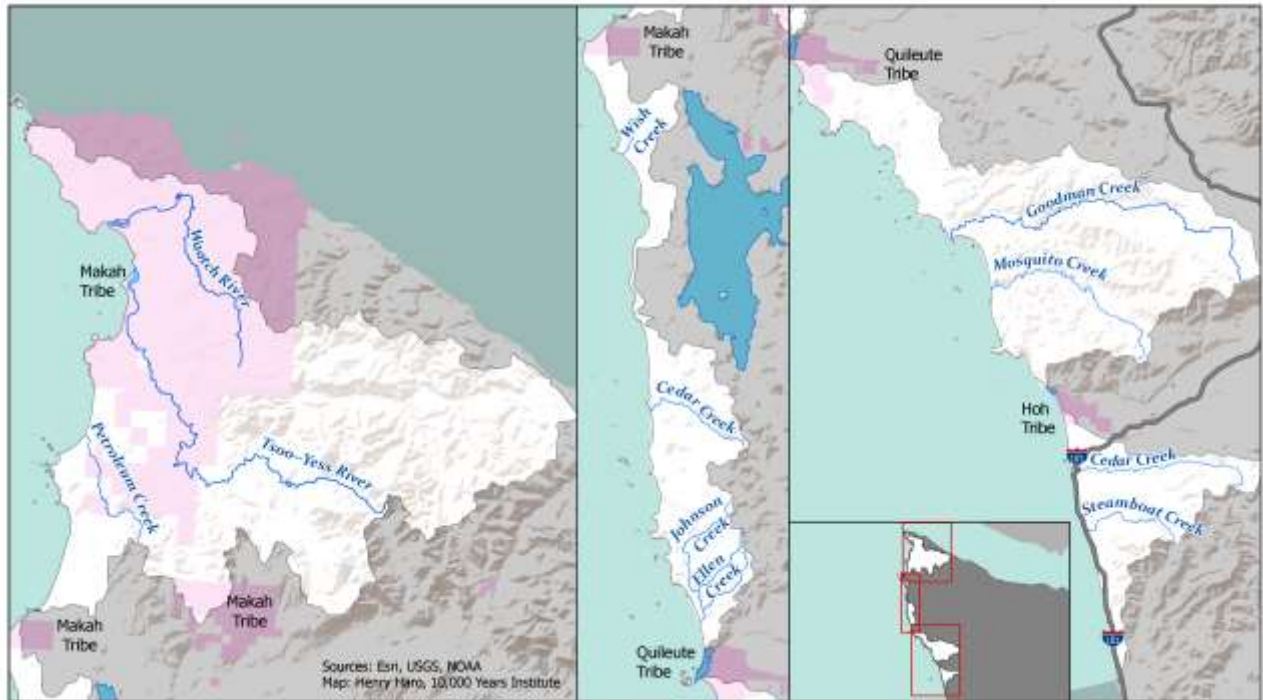 Waatch River
Makah
Tribe
Petroleum Creek
Tsoo-Yess River
Makah
Tribe
Makah
Tribe
Sources: Esri, USGS, NOAA
Map: Henry Haro, 10,000 Years Institute
Makah
Tribe
Wish
Creek
Cedar Creek
Johnson
Creek
Ellen
Creek
Quileute
Tribe
Quileute
Tribe
Goodman Creek
Mosquito Creek
Hoh
Tribe
Cedar Creek
Steamboat Creek